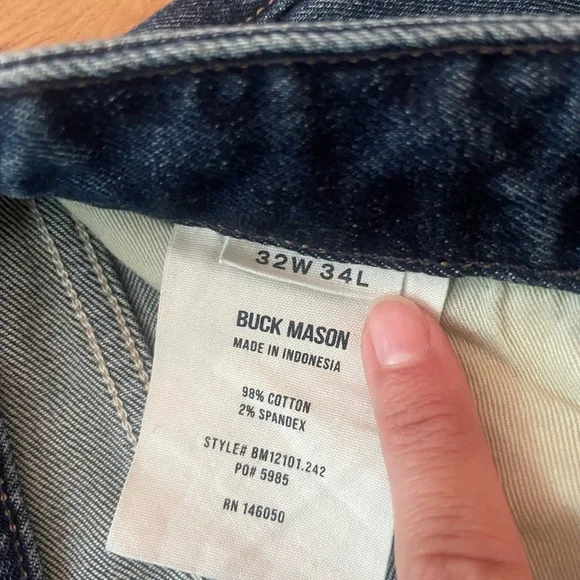 32W 34L
BUCK MASON
MADE IN INDONESIA
98% COTTON
2% SPANDEX
STYLE# BM12101.242
PO# 5985
RN 146050